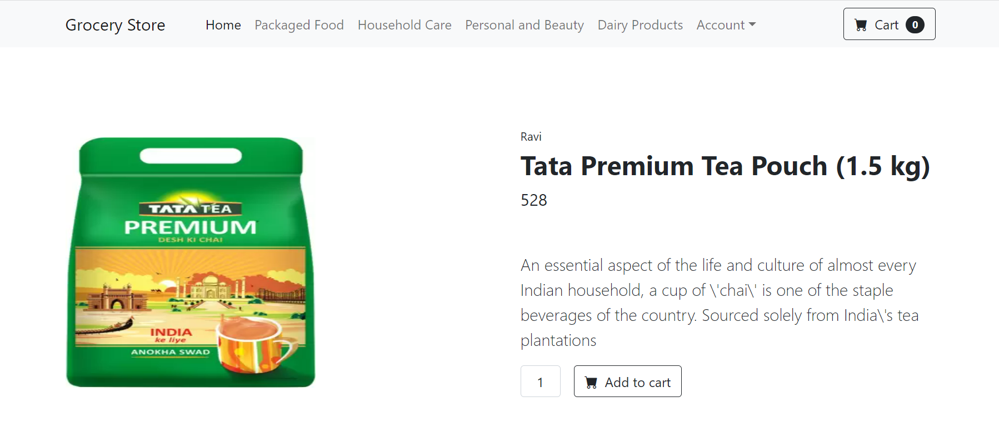 Grocery Store Home Packaged Food Household Care Personal and Beauty Dairy Products Account Cart 0
TATA TEA
PREMIUM
DESH KI CHAI
INDIA
ke liye
ANOKHA SWAD
Ravi
Tata Premium Tea Pouch (1.5 kg)
528
An essential aspect of the life and culture of almost every
Indian household, a cup of \'chai\' is one of the staple
beverages of the country. Sourced solely from India\'s tea
plantations
1 Add to cart